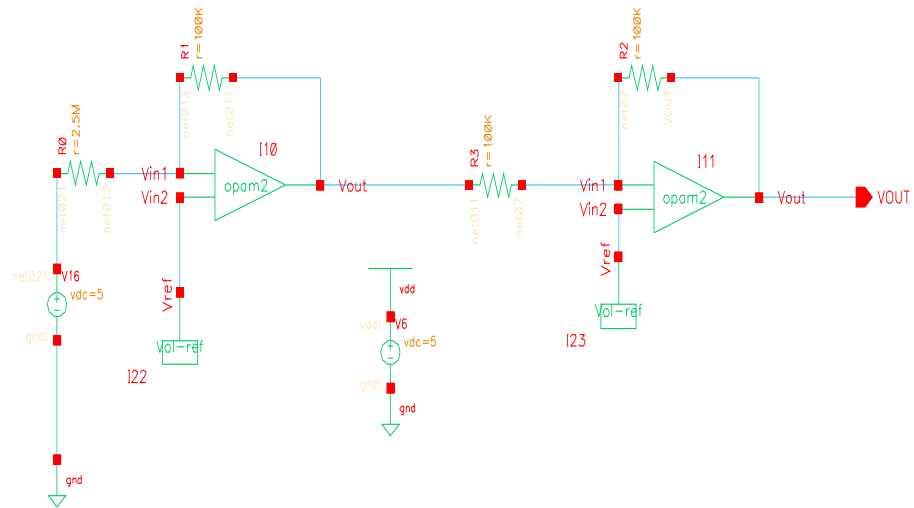 R1
r=100K
net013
net011
I10
R0
r=2.5M
net021
net013
Vin1
Vin2
opam2
Vout
Vref
Vol-ref
I22
net021
V16
vdc=5
gnd!
gnd
vdd
vdd!
V6
vdc=5
gnd!
gnd
R3
r=100K
net011
net07
R2
r=100K
net07
VOUT
I11
Vin1
Vin2
opam2
Vout
VOUT
Vref
Vol-ref
I23